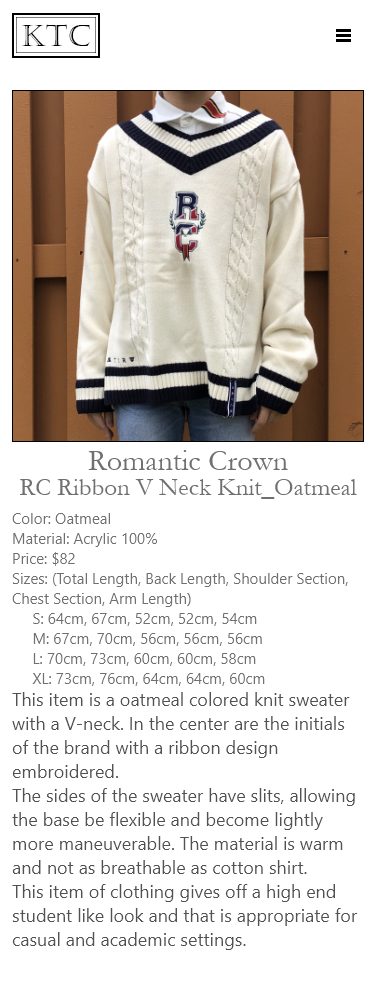 KTC
R
C
Romantic Crown
RC Ribbon V Neck Knit_Oatmeal
Color: Oatmeal
Material: Acrylic 100%
Price: $82
Sizes: (Total Length, Back Length, Shoulder Section,
Chest Section, Arm Length)
S: 64cm, 67cm, 52cm, 52cm, 54cm
M: 67cm, 70cm, 56cm, 56cm, 56cm
L: 70cm, 73cm, 60cm, 60cm, 58cm
XL: 73cm, 76cm, 64cm, 64cm, 60cm
This item is a oatmeal colored knit sweater
with a V-neck. In the center are the initials
of the brand with a ribbon design
embroidered.
The sides of the sweater have slits, allowing
the base be flexible and become lightly
more maneuverable. The material is warm
and not as breathable as cotton shirt.
This item of clothing gives off a high end
student like look and that is appropriate for
casual and academic settings.